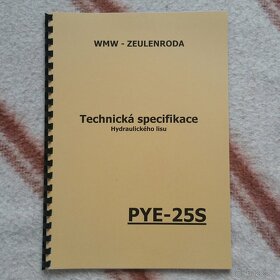 WMW - ZEULENRODA
Technická specifikace
Hydraulického lisu
PYE-25S